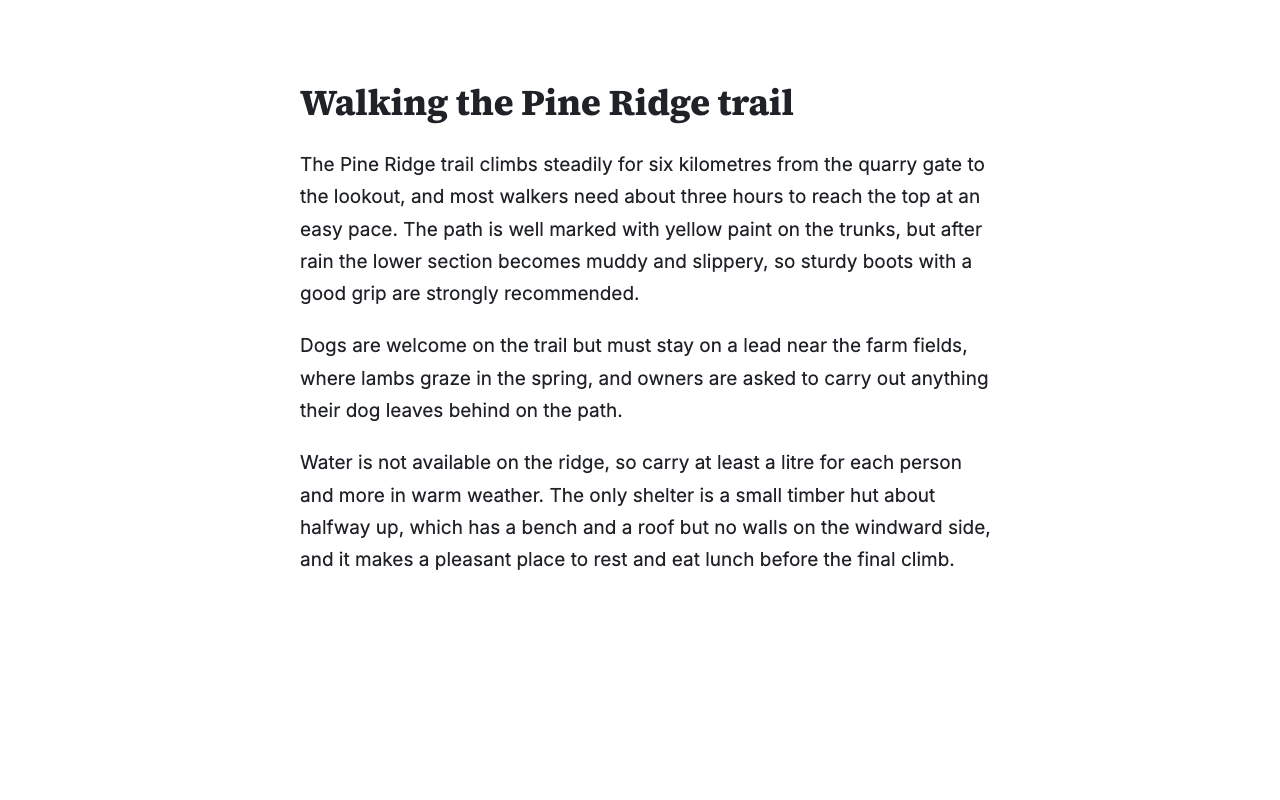 Walking the Pine Ridge trail
The Pine Ridge trail climbs steadily for six kilometres from the quarry gate to
the lookout, and most walkers need about three hours to reach the top at an
easy pace. The path is well marked with yellow paint on the trunks, but after
rain the lower section becomes muddy and slippery, so sturdy boots with a
good grip are strongly recommended.
Dogs are welcome on the trail but must stay on a lead near the farm fields,
where lambs graze in the spring, and owners are asked to carry out anything
their dog leaves behind on the path.
Water is not available on the ridge, so carry at least a litre for each person
and more in warm weather. The only shelter is a small timber hut about
halfway up, which has a bench and a roof but no walls on the windward side,
and it makes a pleasant place to rest and eat lunch before the final climb.